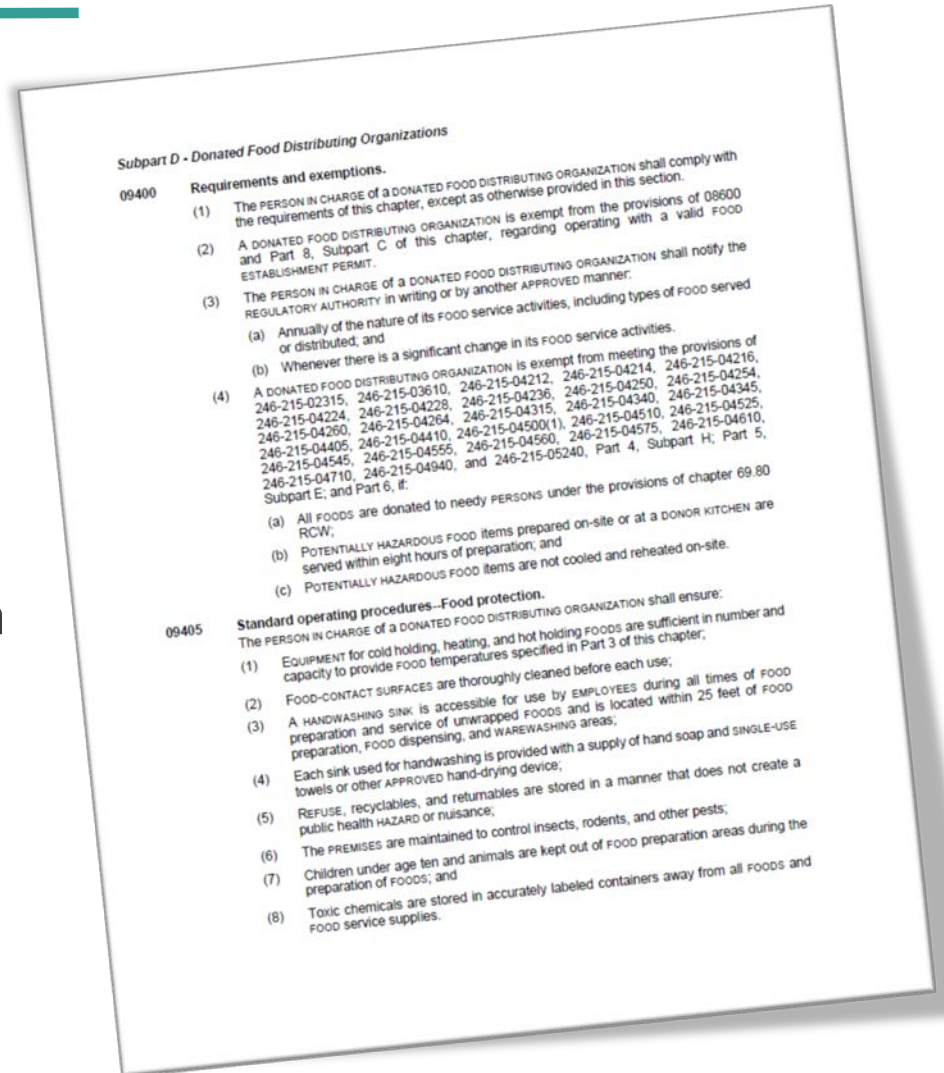 Subpart D - Donated Food Distributing Organizations
09400 Requirements and exemptions.
(1) The PERSON IN CHARGE of a DONATED FOOD DISTRIBUTING ORGANIZATION shall comply with
the requirements of this chapter, except as otherwise provided in this section.
(2) A DONATED FOOD DISTRIBUTING ORGANIZATION is exempt from the provisions of 08600
and Part 8, Subpart C of this chapter, regarding operating with a valid FOOD
ESTABLISHMENT PERMIT.
(3) The PERSON IN CHARGE of a DONATED FOOD DISTRIBUTING ORGANIZATION shall notify the
REGULATORY AUTHORITY in writing or by another APPROVED manner:
(a) Annually of the nature of its FOOD service activities, including types of FOOD served
or distributed; and
(b) Whenever there is a significant change in its FOOD service activities.
(4) A DONATED FOOD DISTRIBUTING ORGANIZATION is exempt from meeting the provisions of
246-215-02315, 246-215-03610, 246-215-04212, 246-215-04214, 246-215-04216,
246-215-04224, 246-215-04228, 246-215-04236, 246-215-04250, 246-215-04254,
246-215-04260, 246-215-04264, 246-215-04315, 246-215-04340, 246-215-04345,
246-215-04405, 246-215-04410, 246-215-04500(1), 246-215-04510, 246-215-04525,
246-215-04545, 246-215-04555, 246-215-04560, 246-215-04575, 246-215-04610,
246-215-04710, 246-215-04940, and 246-215-05240, Part 4, Subpart H; Part 5,
Subpart E; and Part 6, if:
(a) All FOODS are donated to needy PERSONS under the provisions of chapter 69.80
RCW;
(b) POTENTIALLY HAZARDOUS FOOD items prepared on-site or at a DONOR KITCHEN are
served within eight hours of preparation; and
(c) POTENTIALLY HAZARDOUS FOOD items are not cooled and reheated on-site.
09405 Standard operating procedures--Food protection.
The PERSON IN CHARGE of a DONATED FOOD DISTRIBUTING ORGANIZATION shall ensure:
(1) EQUIPMENT for cold holding, heating, and hot holding FOODS are sufficient in number and
capacity to provide FOOD temperatures specified in Part 3 of this chapter;
(2) FOOD-CONTACT SURFACES are thoroughly cleaned before each use;
(3) A HANDWASHING SINK is accessible for use by EMPLOYEES during all times of FOOD
preparation and service of unwrapped FOODS and is located within 25 feet of FOOD
preparation, FOOD dispensing, and WAREWASHING areas;
(4) Each sink used for handwashing is provided with a supply of hand soap and SINGLE-USE
towels or other APPROVED hand-drying device;
(5) REFUSE, recyclables, and returnables are stored in a manner that does not create a
public health HAZARD or nuisance;
(6) The PREMISES are maintained to control insects, rodents, and other pests;
(7) Children under age ten and animals are kept out of FOOD preparation areas during the
preparation of FOODS; and
(8) Toxic chemicals are stored in accurately labeled containers away from all FOODS and
FOOD service supplies.